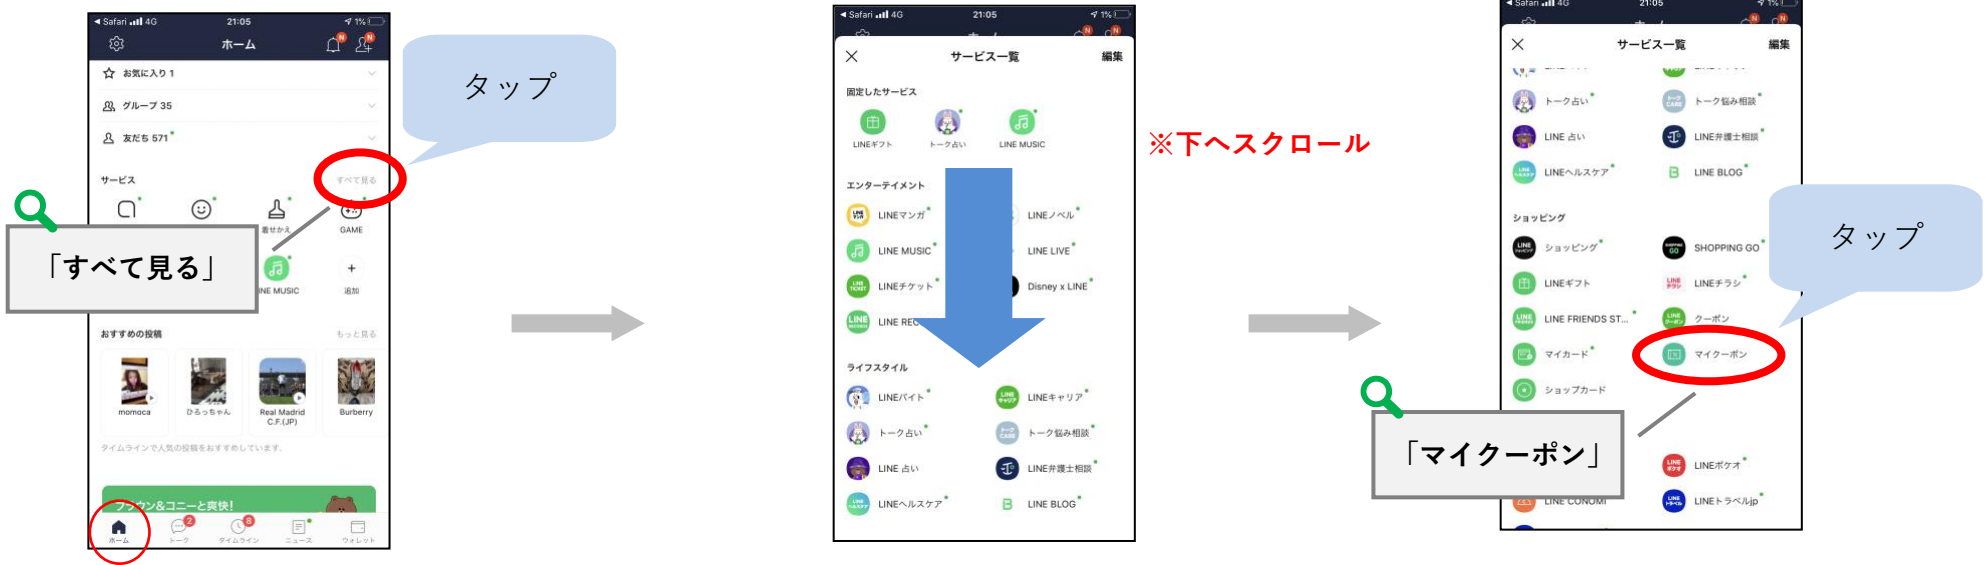 ◀ Safari 4G 21:05 1%
ホーム
N N
お気に入り 1
グループ 35
友だち 571
サービス すべて見る
着せかえ GAME
LINE MUSIC 追加
おすすめの投稿 もっと見る
momoca ひろっちゃん Real Madrid C.F.(JP) Burberry
タイムラインで人気の投稿をおすすめしています.
ブラウン&コニーと爽快!
2 8
ホーム トーク タイムライン ニュース ウォレット
タップ
「すべて見る」
◀ Safari 4G 21:05 1%
サービス一覧 編集
固定したサービス
LINEギフト トーク占い LINE MUSIC
エンターテイメント
LINEマンガ LINEノベル
LINE MUSIC LINE LIVE
LINEチケット Disney x LINE
LINE REC
ライフスタイル
LINEバイト LINEキャリア
トーク占い トーク悩み相談
LINE 占い LINE弁護士相談
LINEヘルスケア LINE BLOG
※下へスクロール
◀ Safari 4G 21:05 1%
サービス一覧 編集
トーク占い トーク悩み相談
LINE 占い LINE弁護士相談
LINEヘルスケア LINE BLOG
ショッピング
ショッピング SHOPPING GO
LINEギフト LINEチラシ
LINE FRIENDS ST... クーポン
マイカード マイクーポン
ショップカード
LINEポケオ
LINE CONOMI LINEトラベルjp
タップ
「マイクーポン」